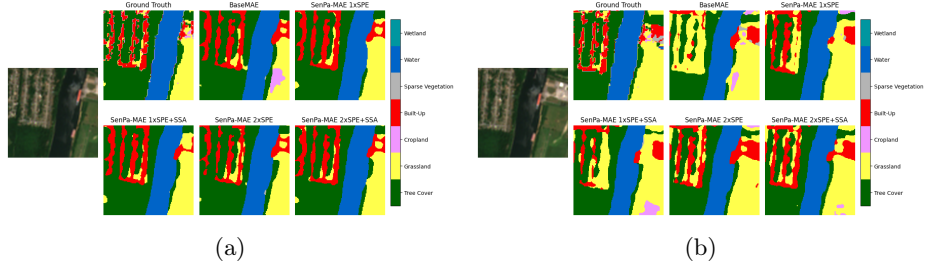 Ground Trouth
BaseMAE
SenPa-MAE 1xSPE
SenPa-MAE 1xSPE+SSA
SenPa-MAE 2xSPE
SenPa-MAE 2xSPE+SSA
Wetland
Water
Sparse Vegetation
Built-Up
Cropland
Grassland
Tree Cover
(a)
Ground Trouth
BaseMAE
SenPa-MAE 1xSPE
SenPa-MAE 1xSPE+SSA
SenPa-MAE 2xSPE
SenPa-MAE 2xSPE+SSA
Wetland
Water
Sparse Vegetation
Built-Up
Cropland
Grassland
Tree Cover
(b)